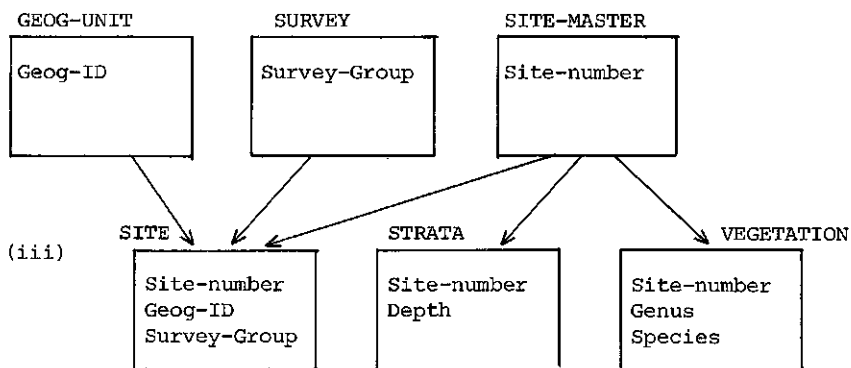 GEOG-UNIT
SURVEY
SITE-MASTER
Geog-ID
Survey-Group
Site-number
(iii)
SITE
STRATA
VEGETATION
Site-number
Geog-ID
Survey-Group
Site-number
Depth
Site-number
Genus
Species